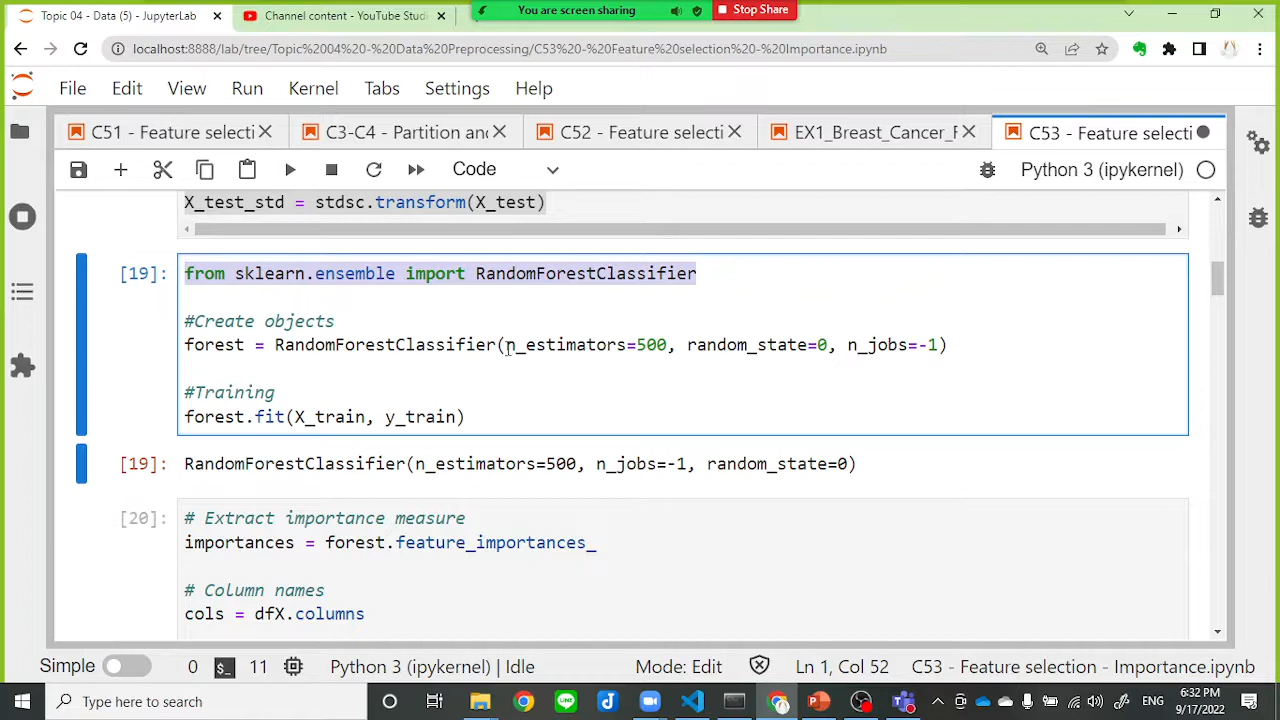 Topic 04 - Data (5) - JupyterLab
Channel content - YouTube Stud
You are screen sharing
Stop Share
localhost:8888/lab/tree/Topic%2004%20-%20Data%20Preprocessing/C53%20-%20Feature%20selection%20-%20Importance.ipynb
File Edit View Run Kernel Tabs Settings Help
C51 - Feature selecti
C3-C4 - Partition and
C52 - Feature selecti
EX1_Breast_Cancer_F
C53 - Feature selecti
Code
Python 3 (ipykernel)
X_test_std = stdsc.transform(X_test)
[19]: from sklearn.ensemble import RandomForestClassifier
#Create objects
forest = RandomForestClassifier(n_estimators=500, random_state=0, n_jobs=-1)
#Training
forest.fit(X_train, y_train)
[19]: RandomForestClassifier(n_estimators=500, n_jobs=-1, random_state=0)
[20]: # Extract importance measure
importances = forest.feature_importances_
# Column names
cols = dfX.columns
Simple 0 11 Python 3 (ipykernel) | Idle Mode: Edit Ln 1, Col 52 C53 - Feature selection - Importance.ipynb
Type here to search
ENG
6:32 PM
9/17/2022